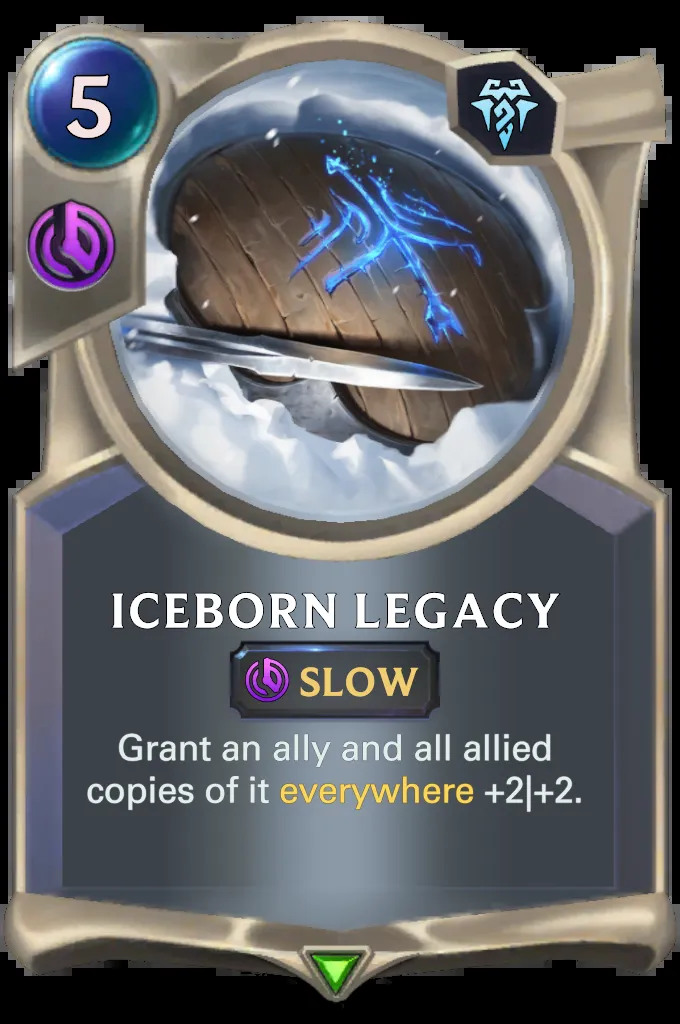 5
ICEBORN LEGACY
SLOW
Grant an ally and all allied
copies of it everywhere +2|+2.